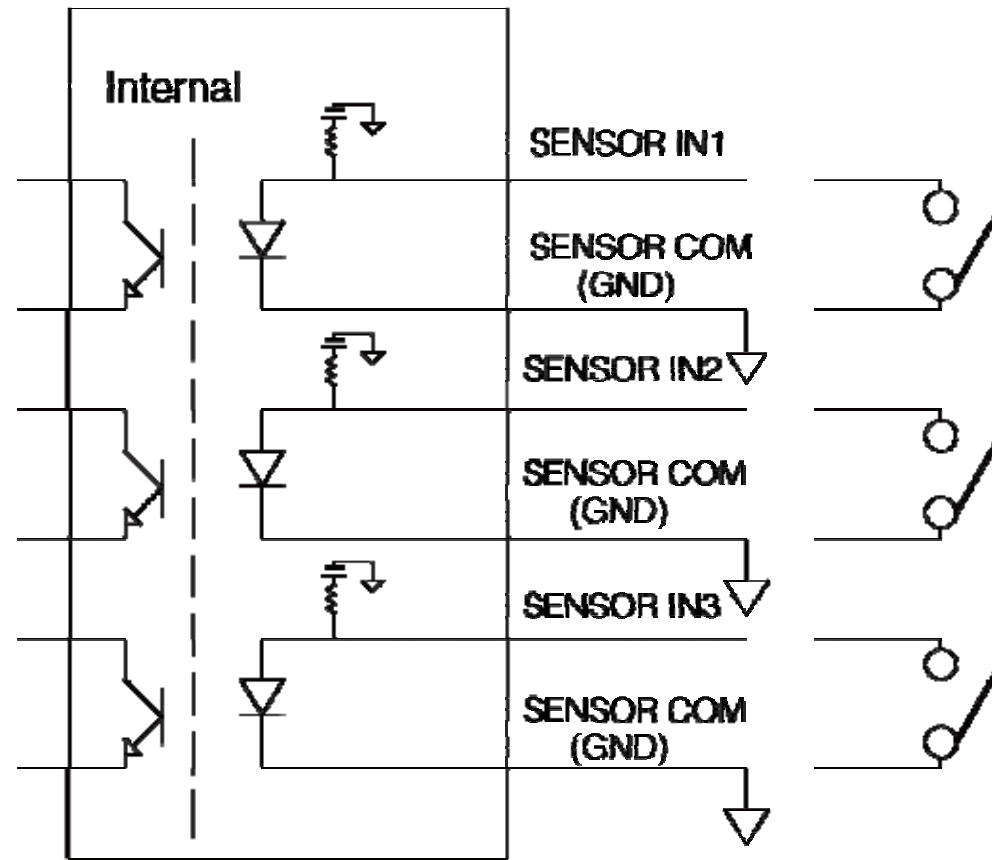 Internal
SENSOR IN1
SENSOR COM
(GND)
SENSOR IN2
SENSOR COM
(GND)
SENSOR IN3
SENSOR COM
(GND)